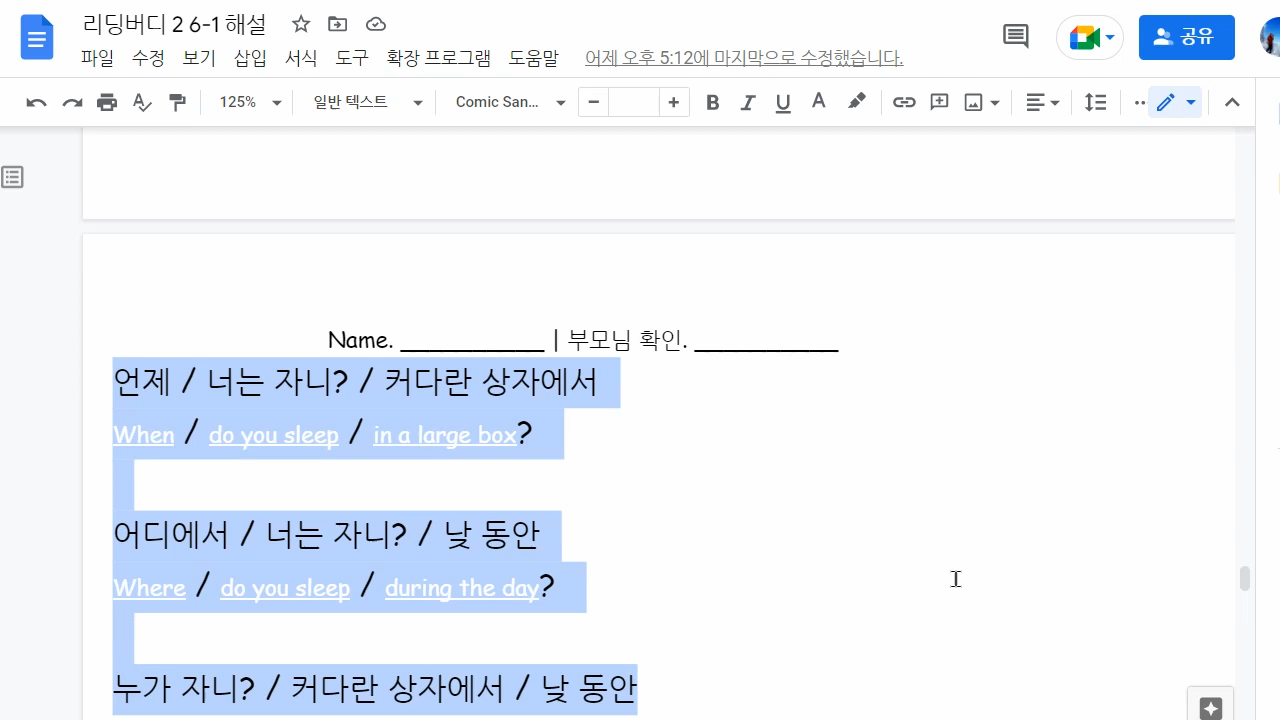 리딩버디 2 6-1 해설
파일 수정 보기 삽입 서식 도구 확장 프로그램 도움말 어제 오후 5:12에 마지막으로 수정했습니다.
공유
125% 일반 텍스트 Comic San... − + B I U A
Name. ___________ | 부모님 확인. ___________
언제 / 너는 자니? / 커다란 상자에서
When / do you sleep / in a large box?
어디에서 / 너는 자니? / 낮 동안
Where / do you sleep / during the day?
누가 자니? / 커다란 상자에서 / 낮 동안